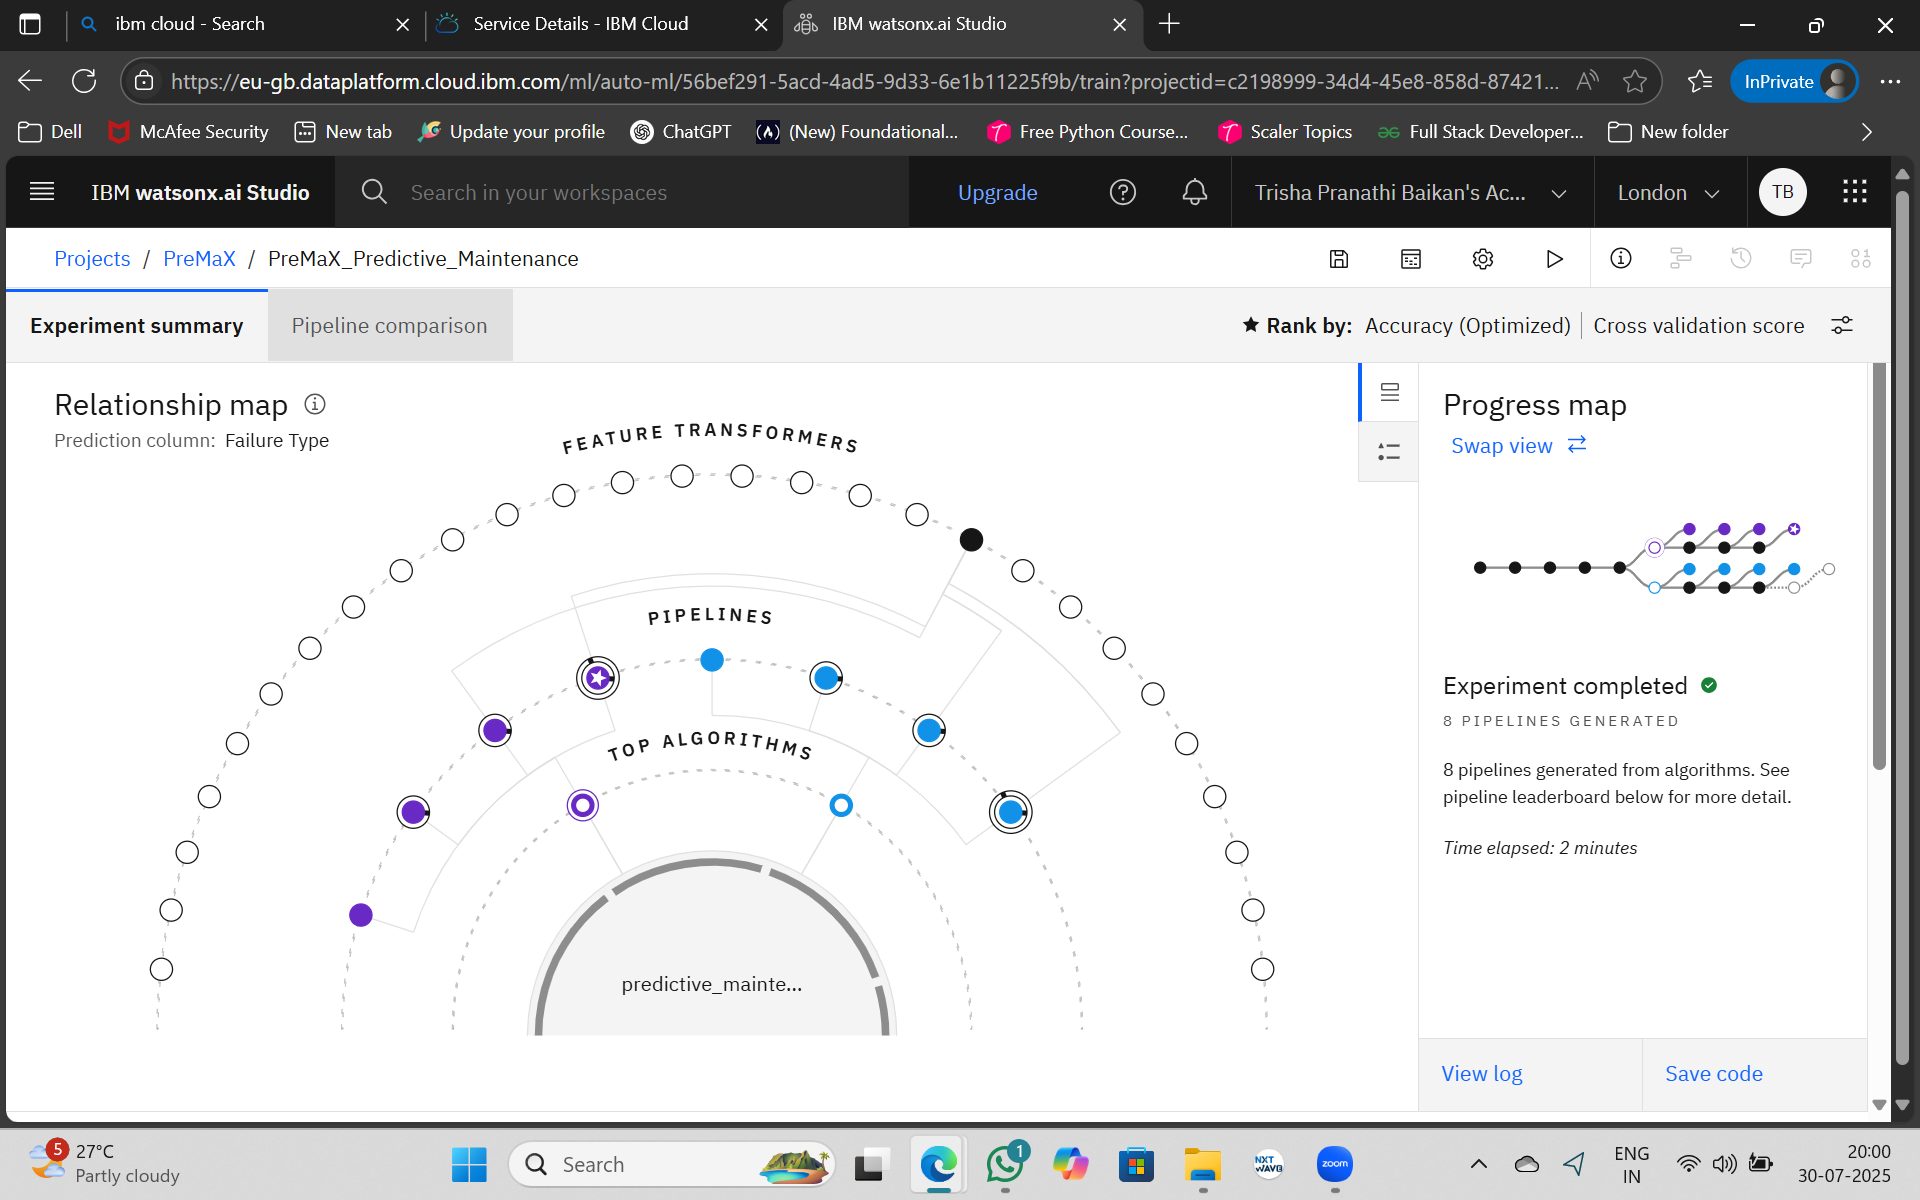 ibm cloud - Search
Service Details - IBM Cloud
IBM watsonx.ai Studio
https://eu-gb.dataplatform.cloud.ibm.com/ml/auto-ml/56bef291-5acd-4ad5-9d33-6e1b11225f9b/train?projectid=c2198999-34d4-45e8-858d-87421...
InPrivate
Dell
McAfee Security
New tab
Update your profile
ChatGPT
(New) Foundational...
Free Python Course...
Scaler Topics
Full Stack Developer...
New folder
IBM watsonx.ai Studio
Search in your workspaces
Upgrade
Trisha Pranathi Baikan's Ac...
London
TB
Projects / PreMaX / PreMaX_Predictive_Maintenance
Experiment summary
Pipeline comparison
Rank by: Accuracy (Optimized) | Cross validation score
Relationship map
Prediction column: Failure Type
FEATURE TRANSFORMERS
PIPELINES
TOP ALGORITHMS
predictive_mainte...
Progress map
Swap view
Experiment completed
8 PIPELINES GENERATED
8 pipelines generated from algorithms. See
pipeline leaderboard below for more detail.
Time elapsed: 2 minutes
View log
Save code
5
27°C
Partly cloudy
Search
1
NXT
WAVE
zoom
ENG
IN
20:00
30-07-2025